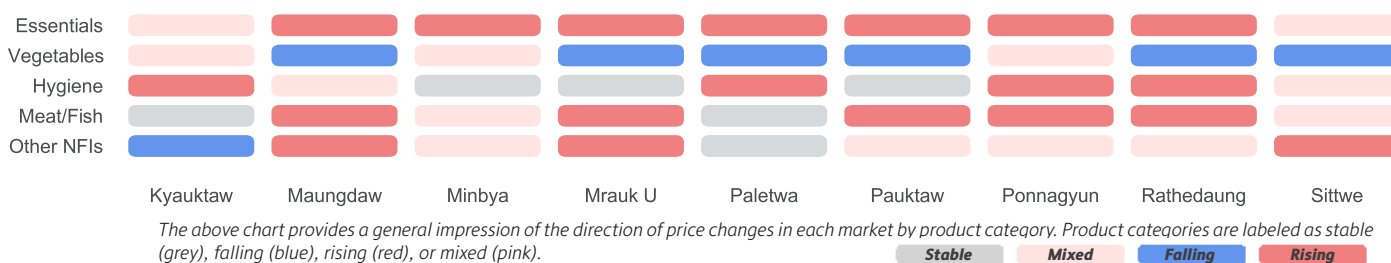 Essentials
Vegetables
Hygiene
Meat/Fish
Other NFIs
Kyauktaw Maungdaw Minbya Mrauk U Paletwa Pauktaw Ponnagyun Rathedaung Sittwe
The above chart provides a general impression of the direction of price changes in each market by product category. Product categories are labeled as stable
(grey), falling (blue), rising (red), or mixed (pink).
Stable Mixed Falling Rising